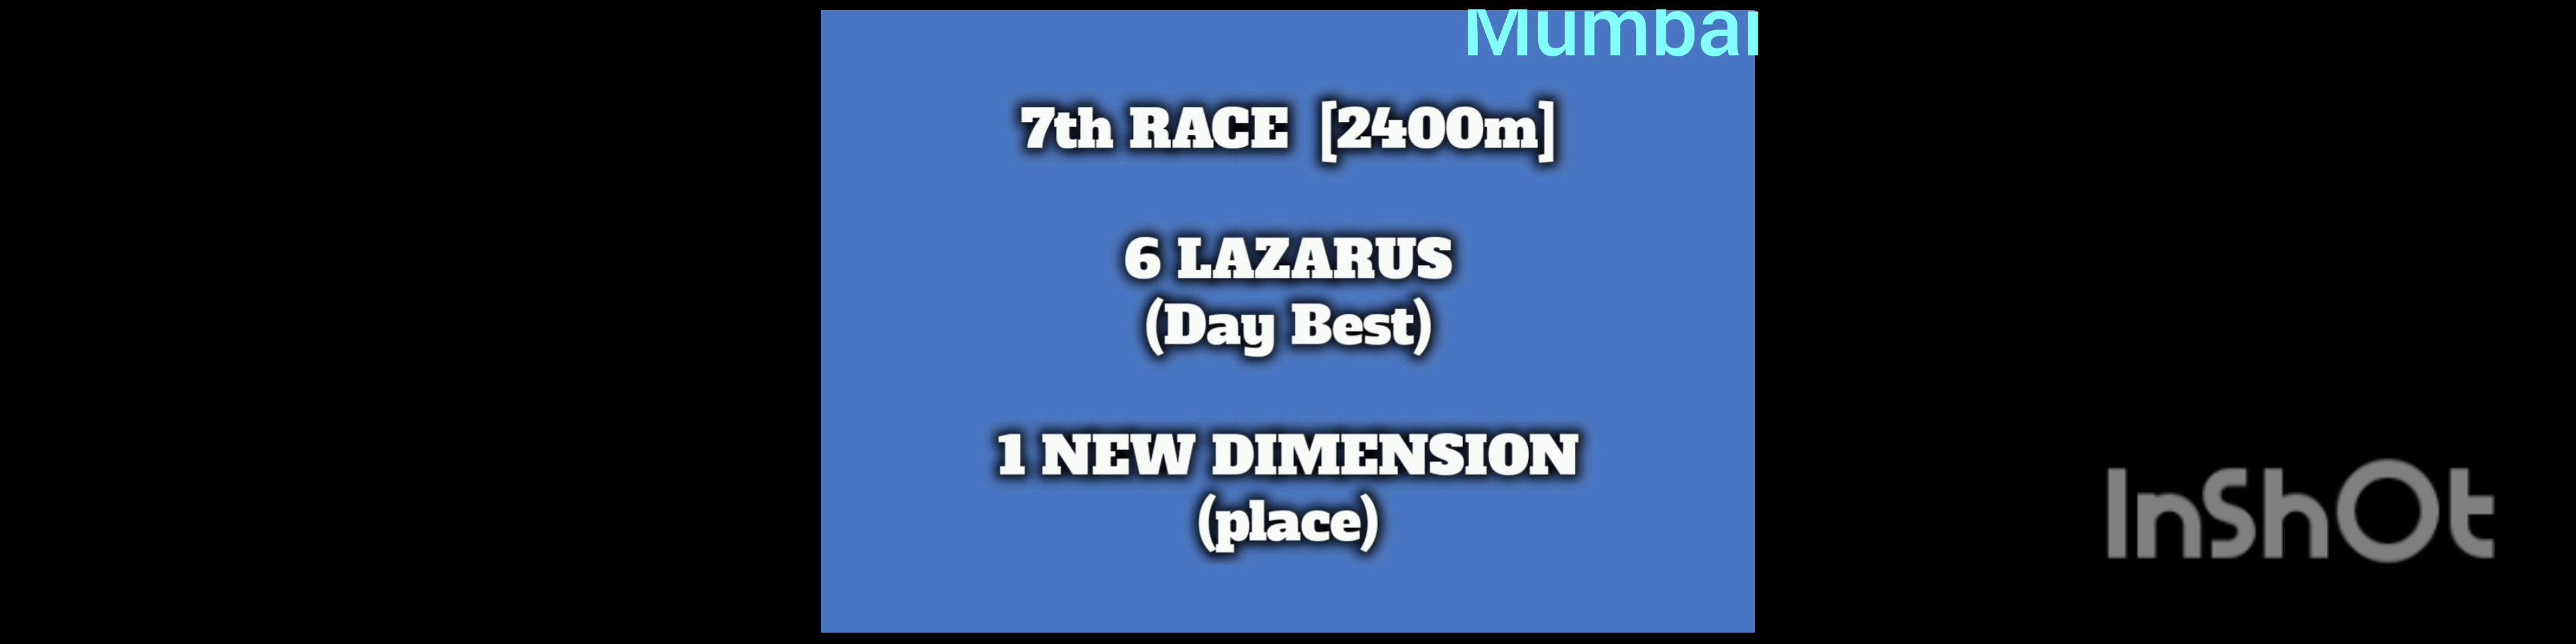 Mumbai
7th RACE [2400m]
6 LAZARUS
(Day Best)
1 NEW DIMENSION
(place)
InShOt